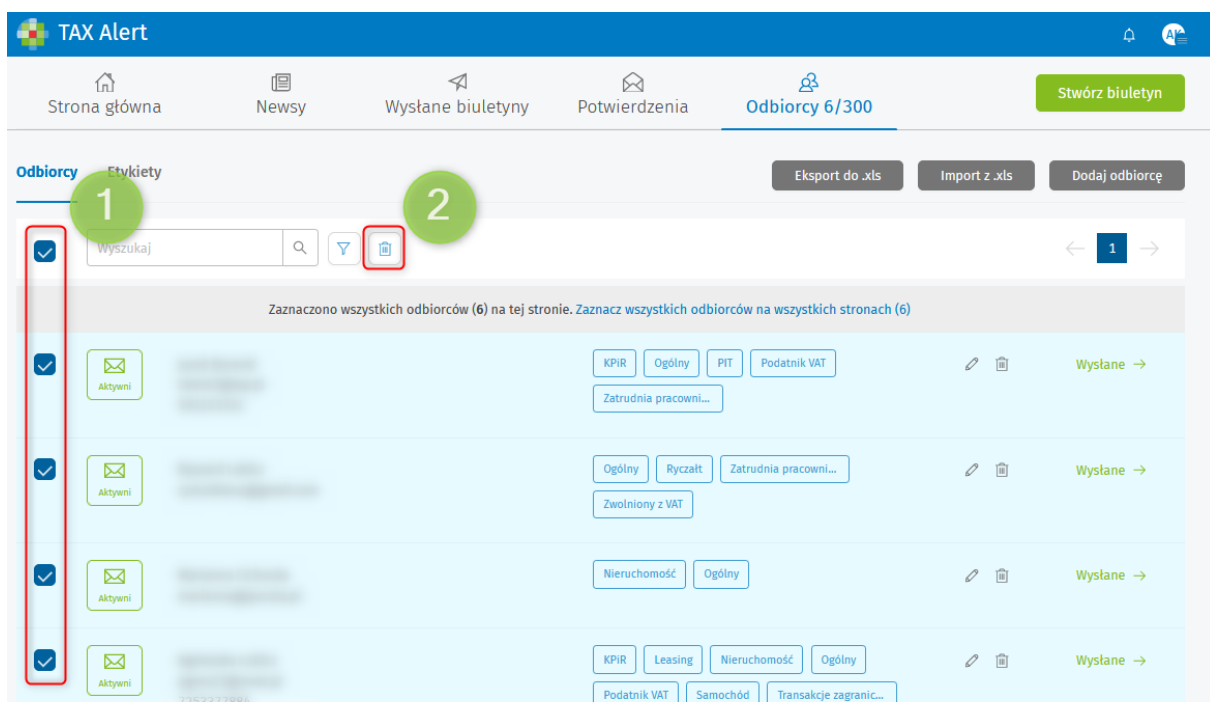 TAX Alert
AK
Strona główna
Newsy
Wysłane biuletyny
Potwierdzenia
Odbiorcy 6/300
Stwórz biuletyn
Odbiorcy
Etykiety
Eksport do .xls
Import z .xls
Dodaj odbiorcę
1
2
Wyszukaj
1
Zaznaczono wszystkich odbiorców (6) na tej stronie. Zaznacz wszystkich odbiorców na wszystkich stronach (6)
Aktywni
KPiR Ogólny PIT Podatnik VAT
Zatrudnia pracowni...
Wysłane →
Aktywni
Ogólny Ryczałt Zatrudnia pracowni...
Zwolniony z VAT
Wysłane →
Aktywni
Nieruchomość Ogólny
Wysłane →
Aktywni
KPiR Leasing Nieruchomość Ogólny
Podatnik VAT Samochód Transakcje zagranic...
Wysłane →